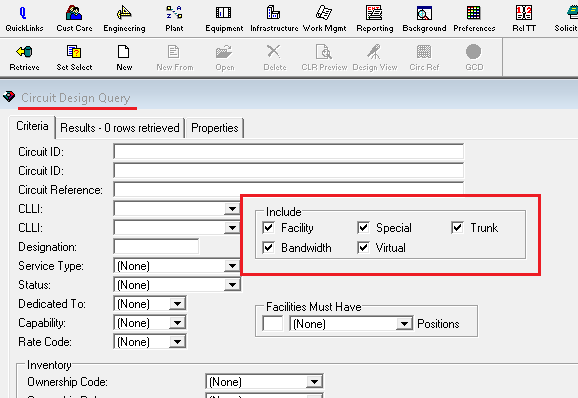 QuickLinks Cust Care Engineering Plant Equipment Infrastructure Work Mgmt Reporting Background Preferences Rel TT Solicit
Retrieve Set Select New New From Open Delete CLR Preview Design View Circ Ref GCD
Circuit Design Query
Criteria Results - 0 rows retrieved Properties
Circuit ID:
Circuit ID:
Circuit Reference:
CLLI:
Include
CLLI:
Facility Special Trunk
Designation:
Bandwidth Virtual
Service Type: (None)
Status: (None)
Dedicated To: (None)
Facilities Must Have
Capability: (None)
(None) Positions
Rate Code: (None)
Inventory
Ownership Code: (None)